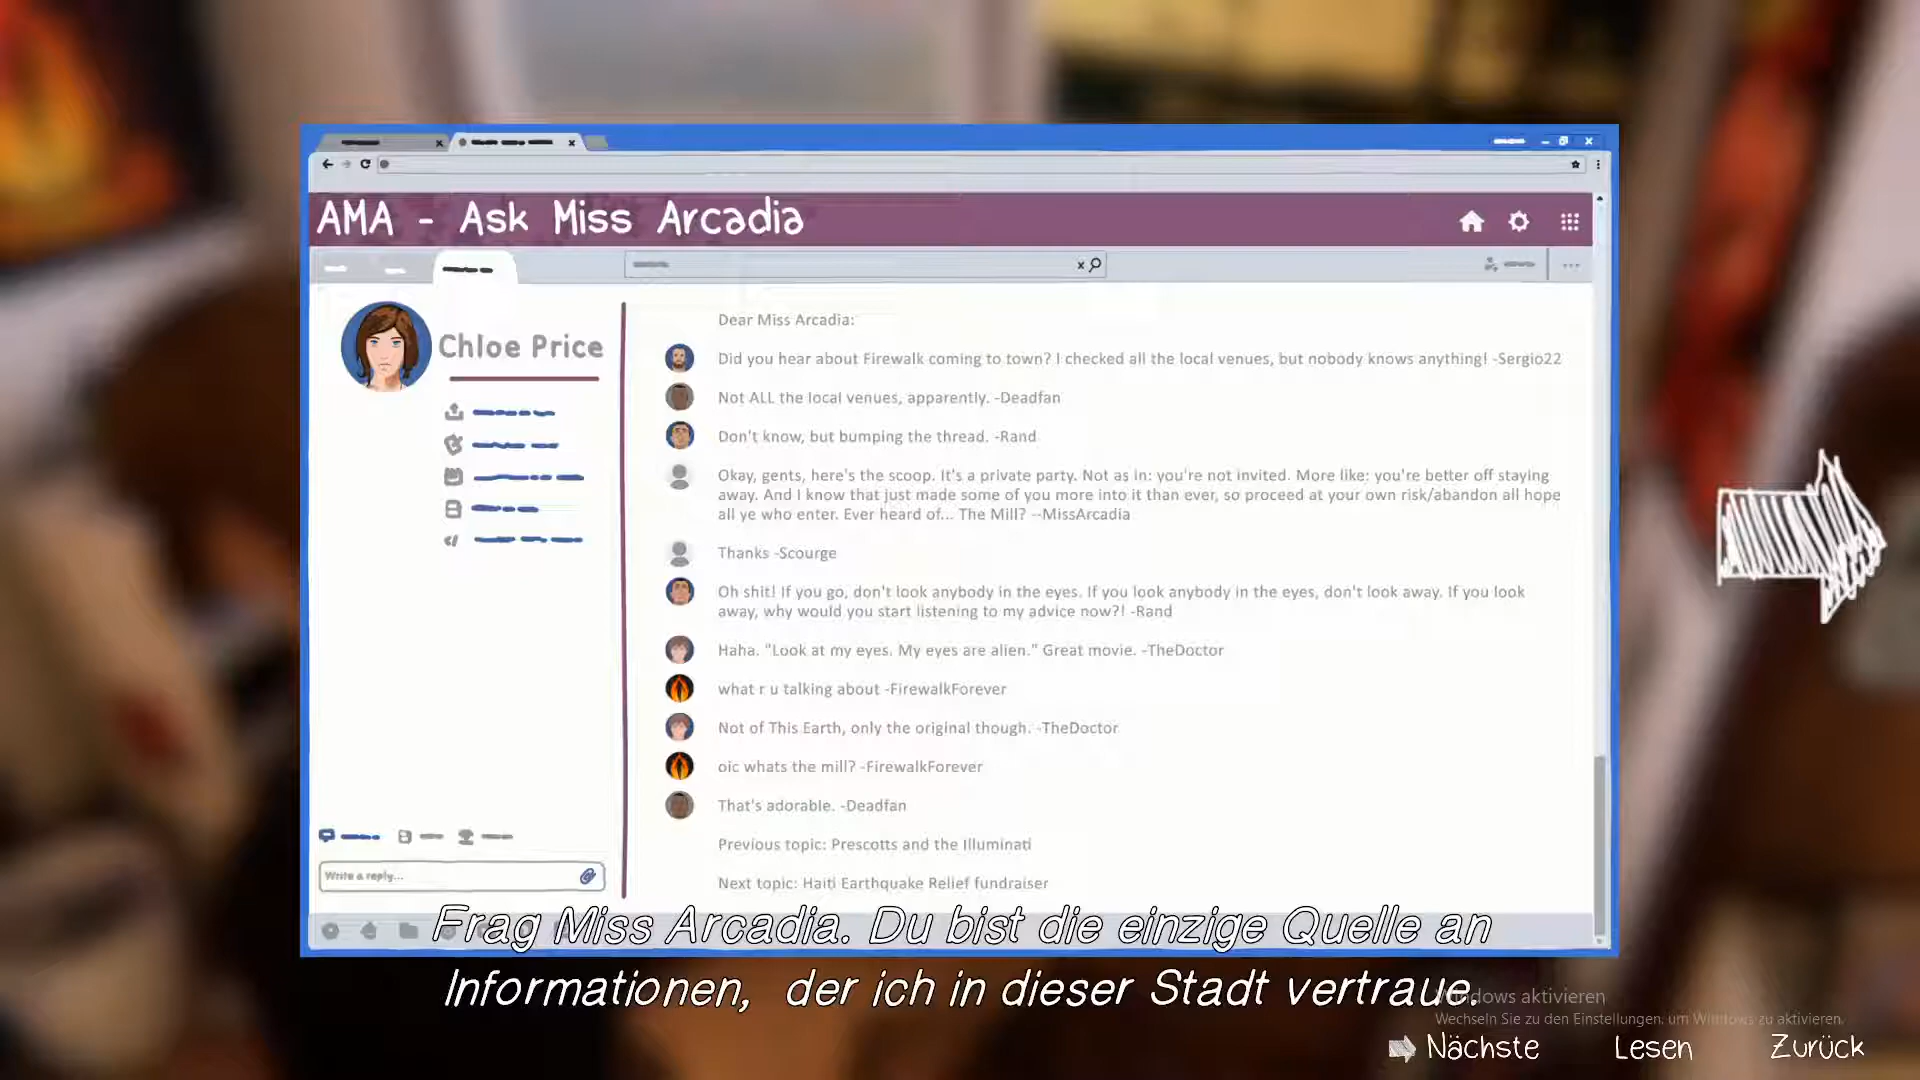 AMA - Ask Miss Arcadia
Chloe Price
Dear Miss Arcadia:
Did you hear about Firewalk coming to town? I checked all the local venues, but nobody knows anything! -Sergio22
Not ALL the local venues, apparently. -Deadfan
Don't know, but bumping the thread. -Rand
Okay, gents, here's the scoop. It's a private party. Not as in: you're not invited. More like: you're better off staying
away. And I know that just made some of you more into it than ever, so proceed at your own risk/abandon all hope
all ye who enter. Ever heard of... The Mill? --MissArcadia
Thanks -Scourge
Oh shit! If you go, don't look anybody in the eyes. If you look anybody in the eyes, don't look away. If you look
away, why would you start listening to my advice now?! -Rand
Haha. "Look at my eyes. My eyes are alien." Great movie. -TheDoctor
what r u talking about -FirewalkForever
Not of This Earth, only the original though. -TheDoctor
oic whats the mill? -FirewalkForever
That's adorable. -Deadfan
Previous topic: Prescotts and the Illuminati
Next topic: Haiti Earthquake Relief fundraiser
Write a reply...
Frag Miss Arcadia. Du bist die einzige Quelle an
Informationen, der ich in dieser Stadt vertraue.
Windows aktivieren
Wechseln Sie zu den Einstellungen, um Windows zu aktivieren.
Nächste Lesen Zurück